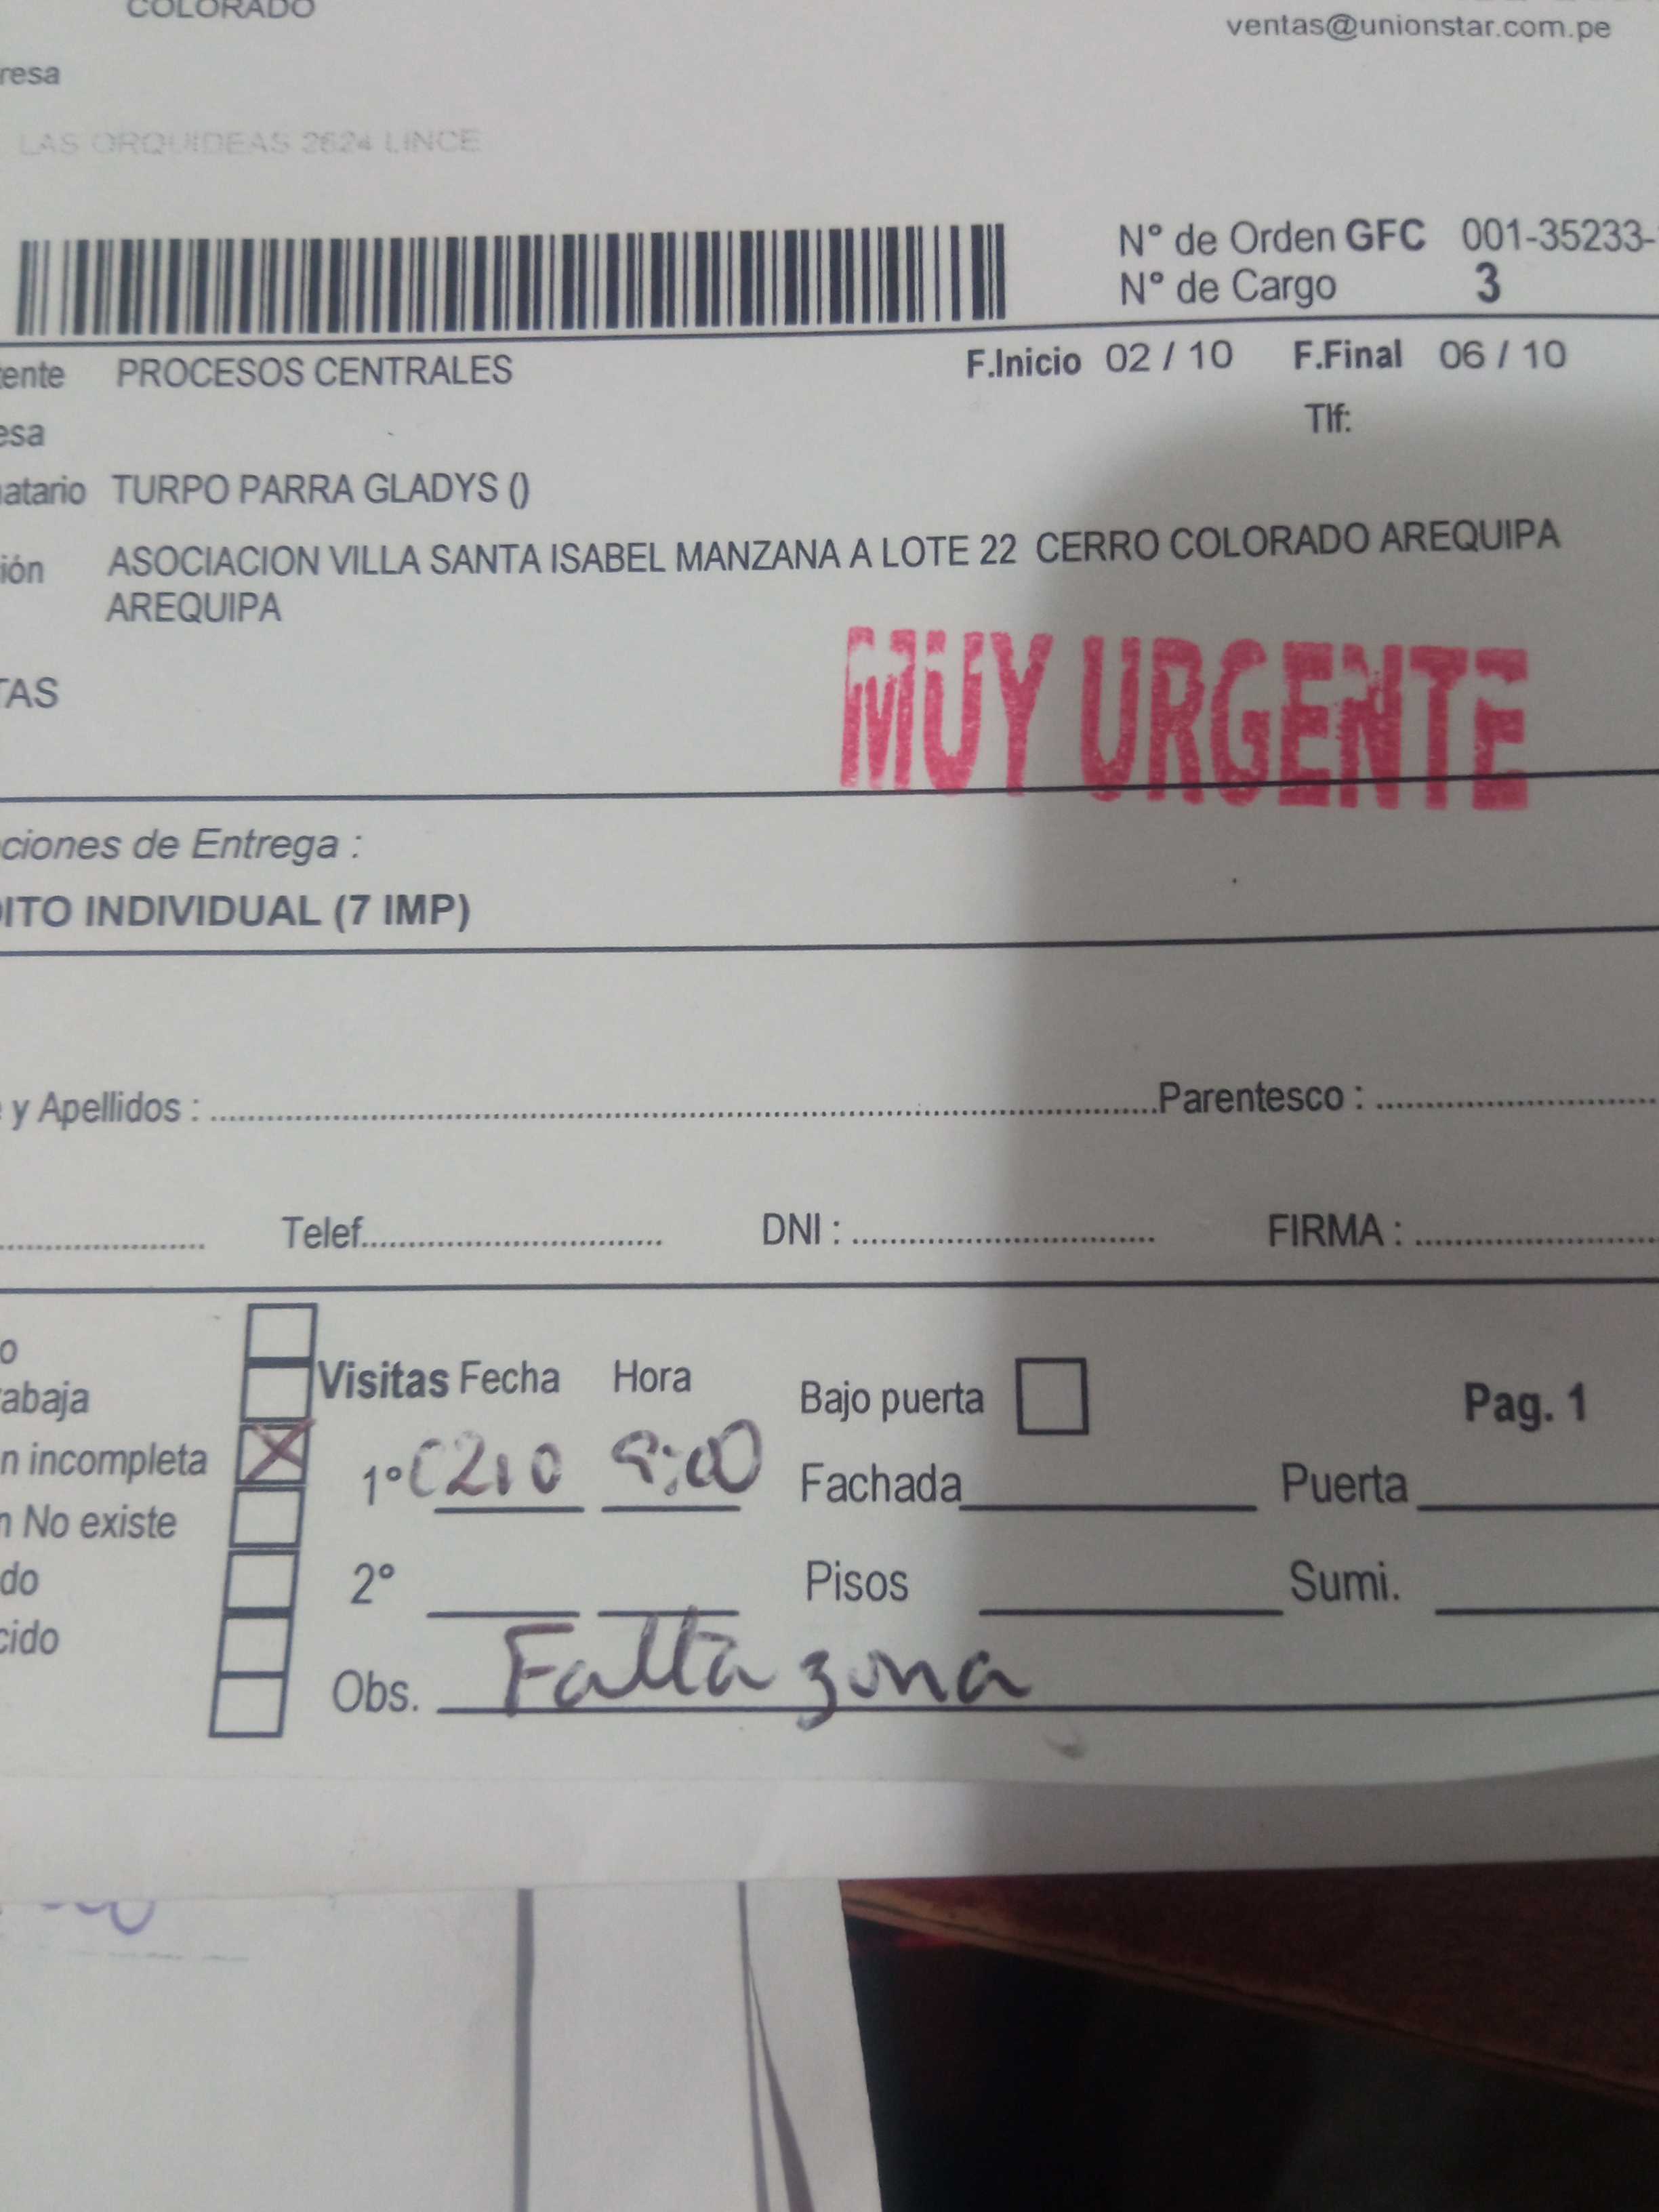 COLORADO
ventas@unionstar.com.pe
resa
LAS ORQUIDEAS 2624 LINCE
N° de Orden GFC 001-35233-
N° de Cargo 3
ente PROCESOS CENTRALES F.Inicio 02 / 10 F.Final 06 / 10
esa Tlf:
atario TURPO PARRA GLADYS ()
ión ASOCIACION VILLA SANTA ISABEL MANZANA A LOTE 22 CERRO COLORADO AREQUIPA
AREQUIPA
TAS
MUY URGENTE
ciones de Entrega :
DITO INDIVIDUAL (7 IMP)
y Apellidos : Parentesco :
Telef. DNI : FIRMA :
o
abaja
Visitas Fecha Hora Bajo puerta Pag. 1
n incompleta X 1° 0210 9:00 Fachada Puerta
n No existe
do 2° Pisos Sumi.
cido
Obs. Falta zona